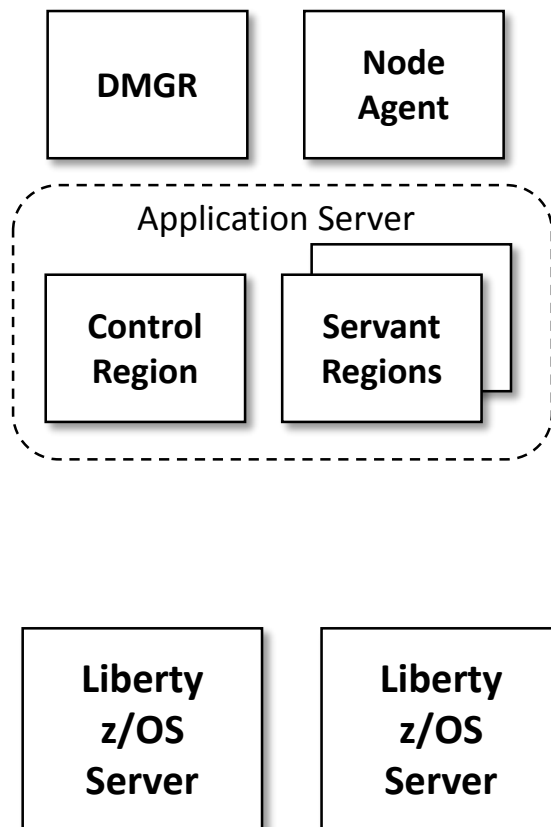 DMGR
Node
Agent
Application Server
Control
Region
Servant
Regions
Liberty
z/OS
Server
Liberty
z/OS
Server